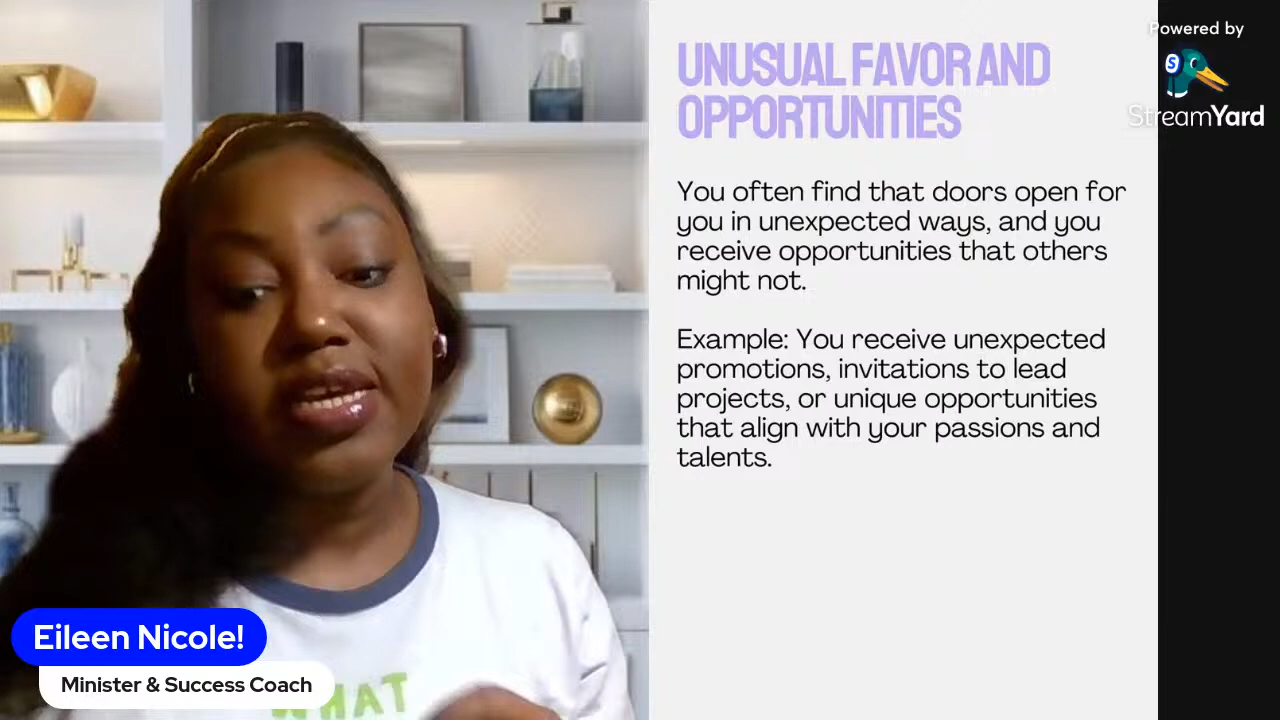 UNUSUAL FAVOR AND
OPPORTUNITIES
You often find that doors open for
you in unexpected ways, and you
receive opportunities that others
might not.
Example: You receive unexpected
promotions, invitations to lead
projects, or unique opportunities
that align with your passions and
talents.
Powered by
S
StreamYard
Eileen Nicole!
Minister & Success Coach
WHAT